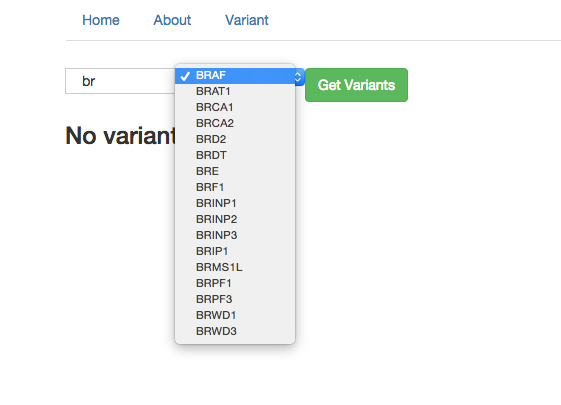 Home About Variant
br
✓ BRAF
Get Variants
BRAT1
BRCA1
BRCA2
BRD2
BRDT
BRE
BRF1
BRINP1
BRINP2
BRINP3
BRIP1
BRMS1L
BRPF1
BRPF3
BRWD1
BRWD3
No variant